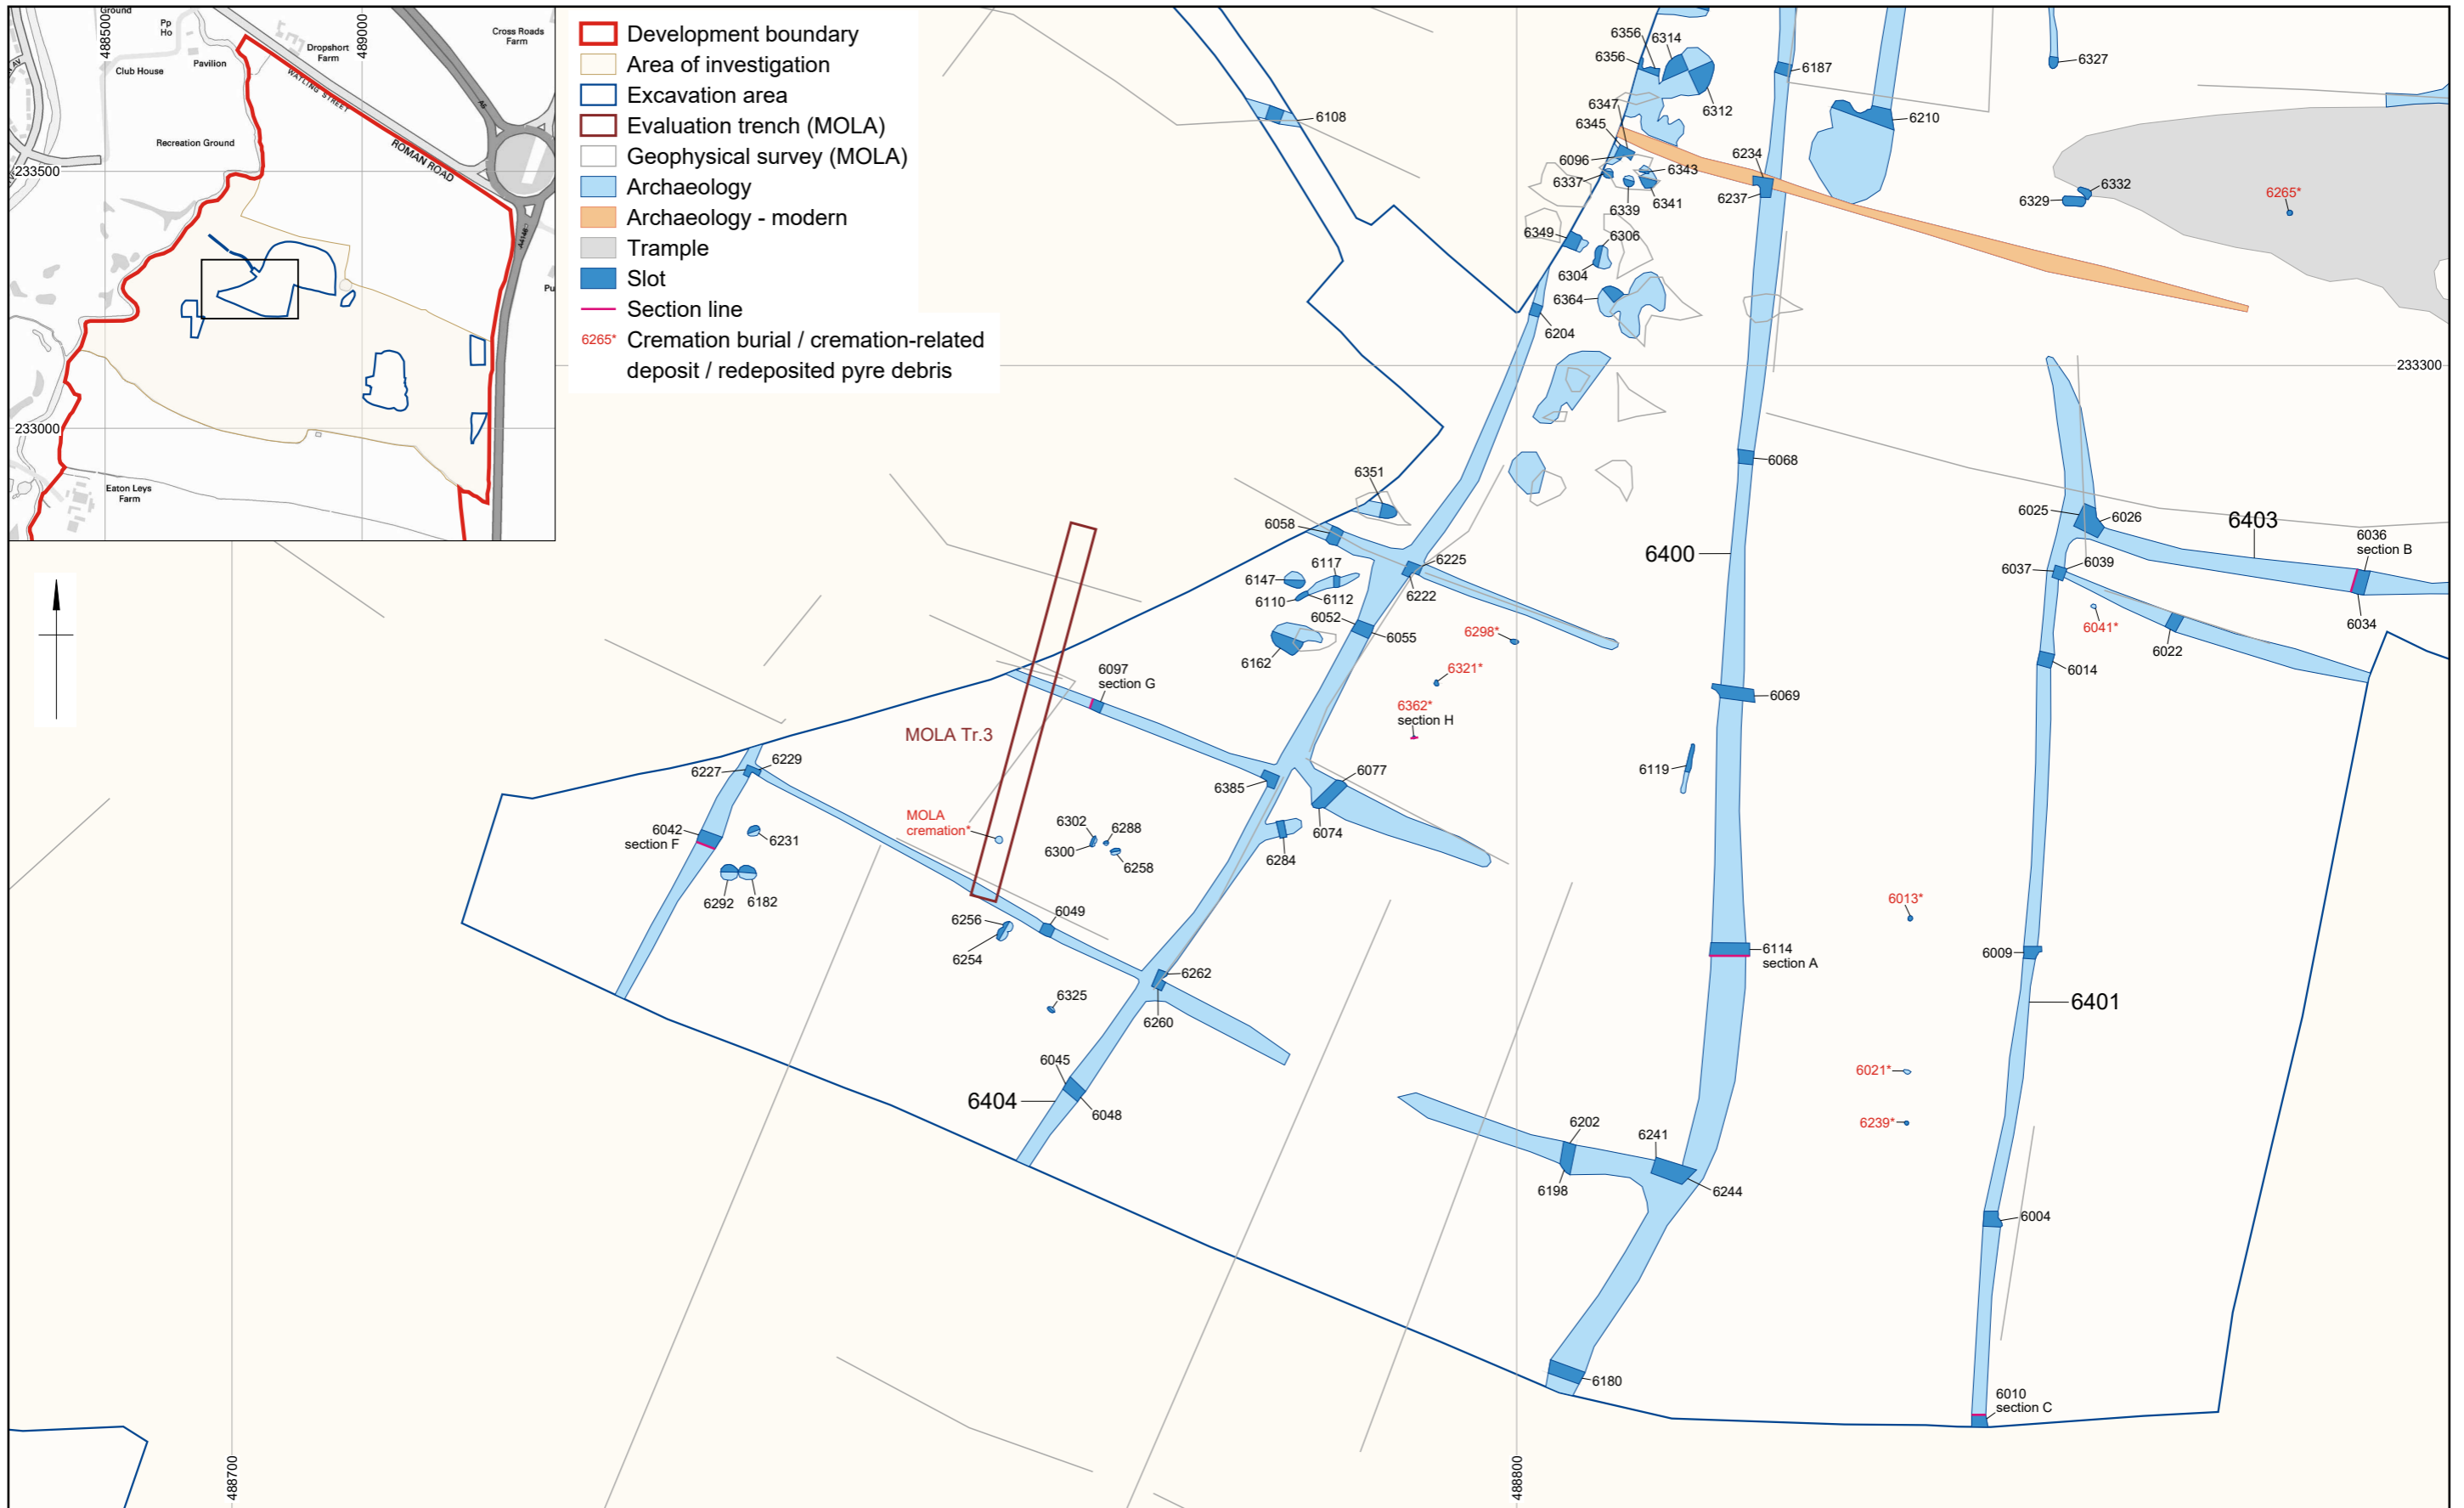 Ground
Pp
Ho
Club House
Pavilion
Dropshort
Farm
Cross Roads
Farm
WATLING STREET
A5
Recreation Ground
ROMAN ROAD
A4146
Pu
Eaton Leys
Farm
488500
489000
233500
233000
Development boundary
Area of investigation
Excavation area
Evaluation trench (MOLA)
Geophysical survey (MOLA)
Archaeology
Archaeology - modern
Trample
Slot
Section line
6265* Cremation burial / cremation-related
deposit / redeposited pyre debris
6108
6356
6314
6356
6312
6347
6345
6096
6337
6343
6339
6341
6349
6306
6304
6364
6204
6187
6210
6234
6237
6327
6332
6329
6265*
233300
6068
6351
6058
6225
6117
6147
6110
6112
6222
6052
6055
6162
6298*
6321*
6362*
section H
6400
6025
6026
6403
6036
section B
6037
6039
6041*
6022
6034
6014
6069
6119
6097
section G
MOLA Tr.3
6227
6229
6385
6077
6074
6284
6042
section F
6231
MOLA
cremation*
6302
6288
6300
6258
6292
6182
6256
6254
6049
6262
6260
6325
6045
6048
6404
6114
section A
6013*
6009
6401
6021*
6239*
6202
6198
6241
6244
6004
6180
6010
section C
488700
488800